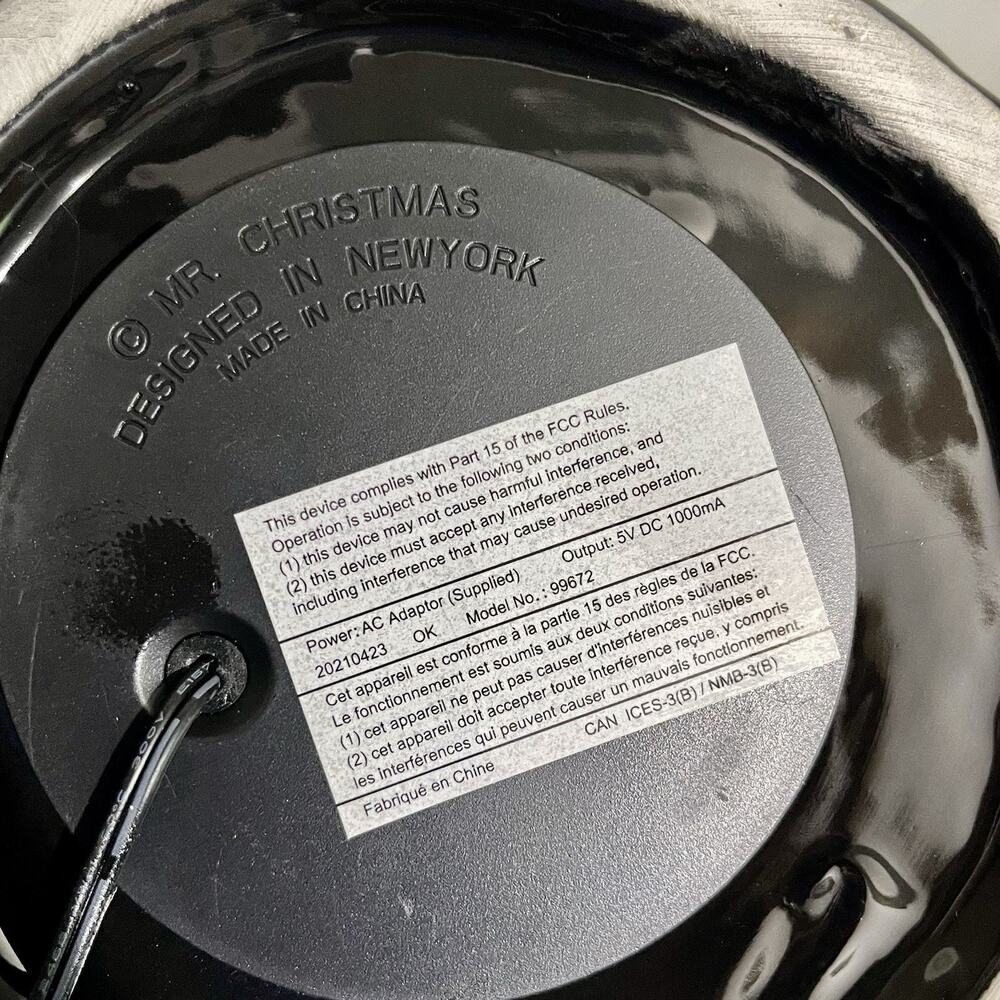 © MR. CHRISTMAS
DESIGNED IN NEWYORK
MADE IN CHINA
This device complies with Part 15 of the FCC Rules.
Operation is subject to the following two conditions:
(1) this device may not cause harmful interference, and
(2) this device must accept any interference received,
including interference that may cause undesired operation.
Power: AC Adaptor (Supplied) Output: 5V DC 1000mA
20210423 OK Model No.: 99672
Cet appareil est conforme à la partie 15 des règles de la FCC.
Le fonctionnement est soumis aux deux conditions suivantes:
(1) cet appareil ne peut pas causer d'interférences nuisibles et
(2) cet appareil doit accepter toute interférence reçue, y compris
les interférences qui peuvent causer un mauvais fonctionnement.
Fabriqué en Chine CAN ICES-3(B) / NMB-3(B)
300V